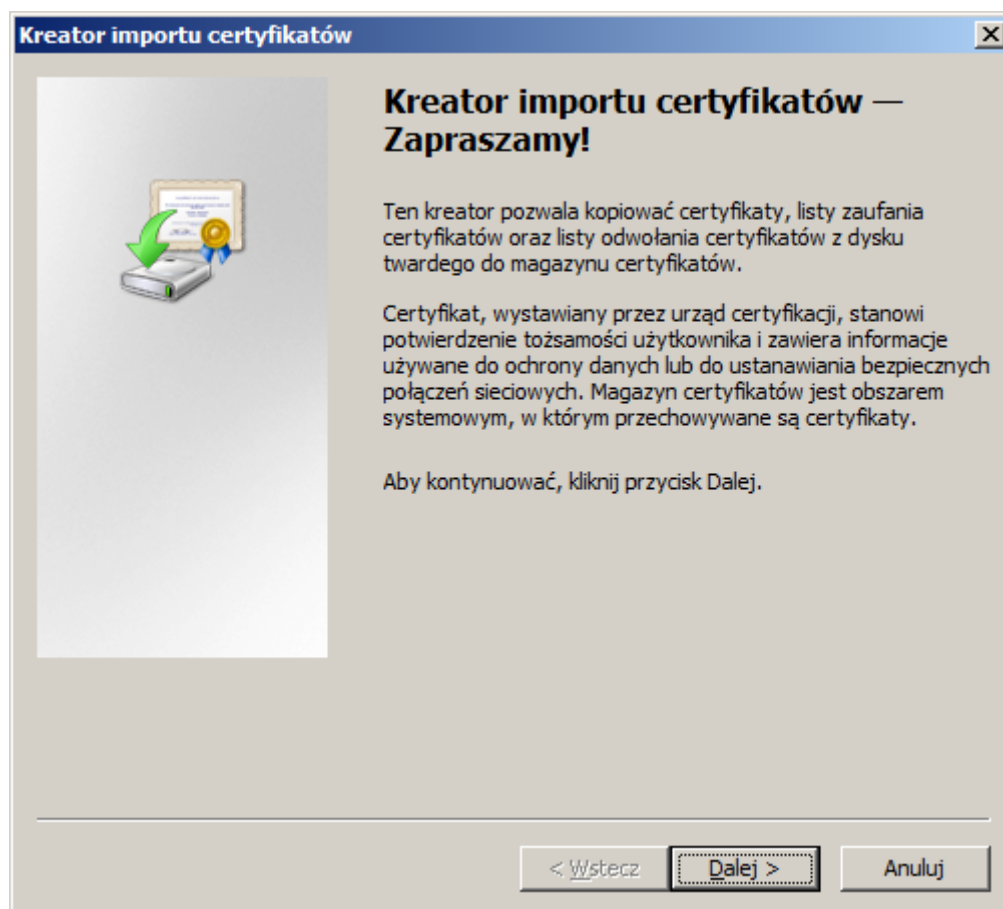 Kreator importu certyfikatów
Kreator importu certyfikatów —
Zapraszamy!
Ten kreator pozwala kopiować certyfikaty, listy zaufania
certyfikatów oraz listy odwołania certyfikatów z dysku
twardego do magazynu certyfikatów.
Certyfikat, wystawiany przez urząd certyfikacji, stanowi
potwierdzenie tożsamości użytkownika i zawiera informacje
używane do ochrony danych lub do ustanawiania bezpiecznych
połączeń sieciowych. Magazyn certyfikatów jest obszarem
systemowym, w którym przechowywane są certyfikaty.
Aby kontynuować, kliknij przycisk Dalej.
< Wstecz
Dalej >
Anuluj